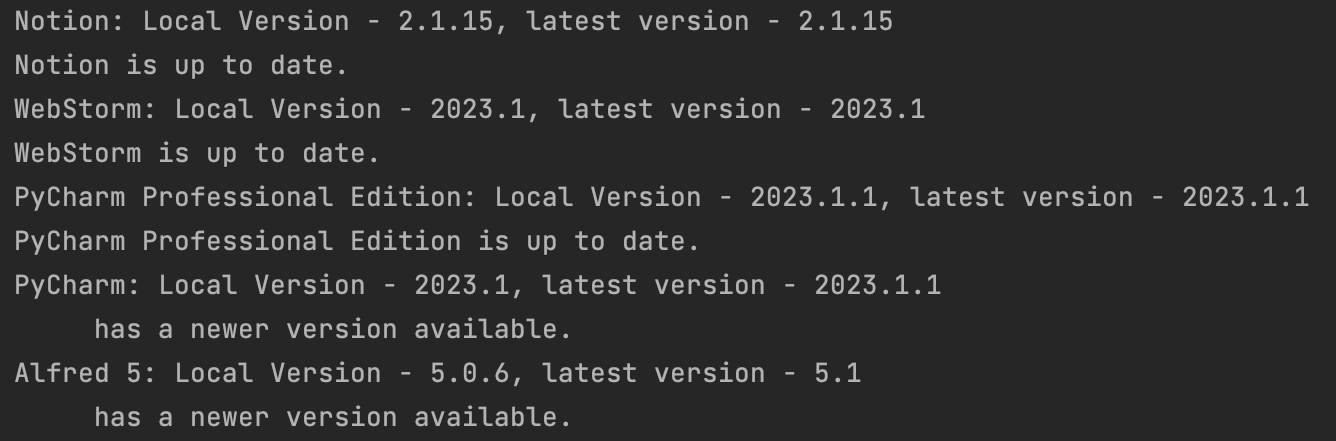 Notion: Local Version - 2.1.15, latest version - 2.1.15
Notion is up to date.
WebStorm: Local Version - 2023.1, latest version - 2023.1
WebStorm is up to date.
PyCharm Professional Edition: Local Version - 2023.1.1, latest version - 2023.1.1
PyCharm Professional Edition is up to date.
PyCharm: Local Version - 2023.1, latest version - 2023.1.1
     has a newer version available.
Alfred 5: Local Version - 5.0.6, latest version - 5.1
     has a newer version available.